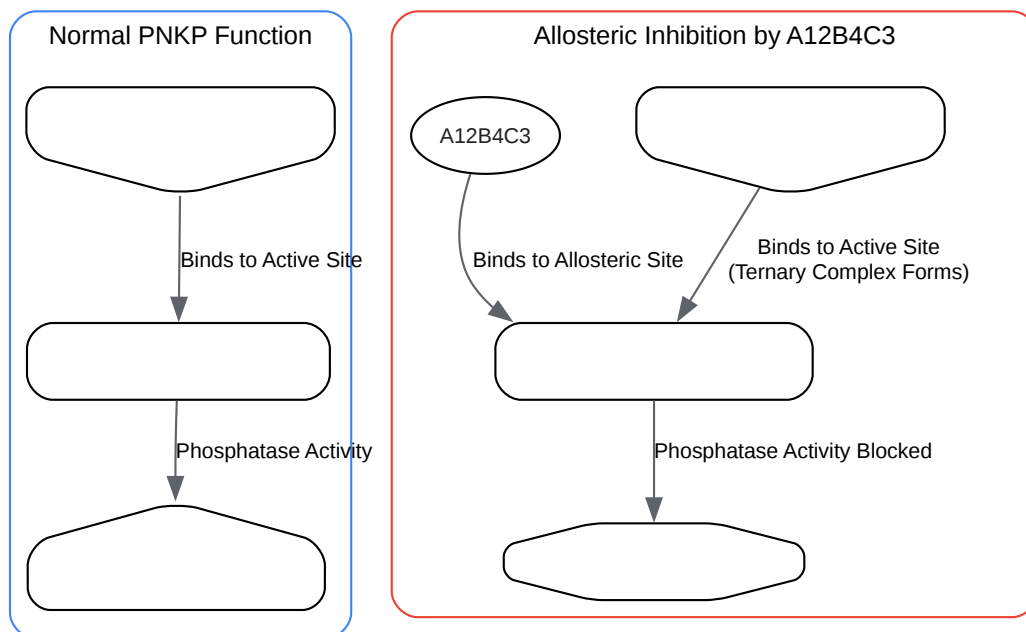 Normal PNKP Function
Binds to Active Site
Phosphatase Activity
Allosteric Inhibition by A12B4C3
A12B4C3
Binds to Allosteric Site
Binds to Active Site
(Ternary Complex Forms)
Phosphatase Activity Blocked